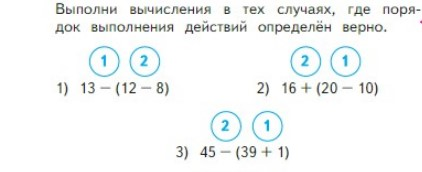 Выполни вычисления в тех случаях, где поря-
док выполнения действий определён верно.
1 2
1) 13 − (12 − 8)
2 1
2) 16 + (20 − 10)
2 1
3) 45 − (39 + 1)